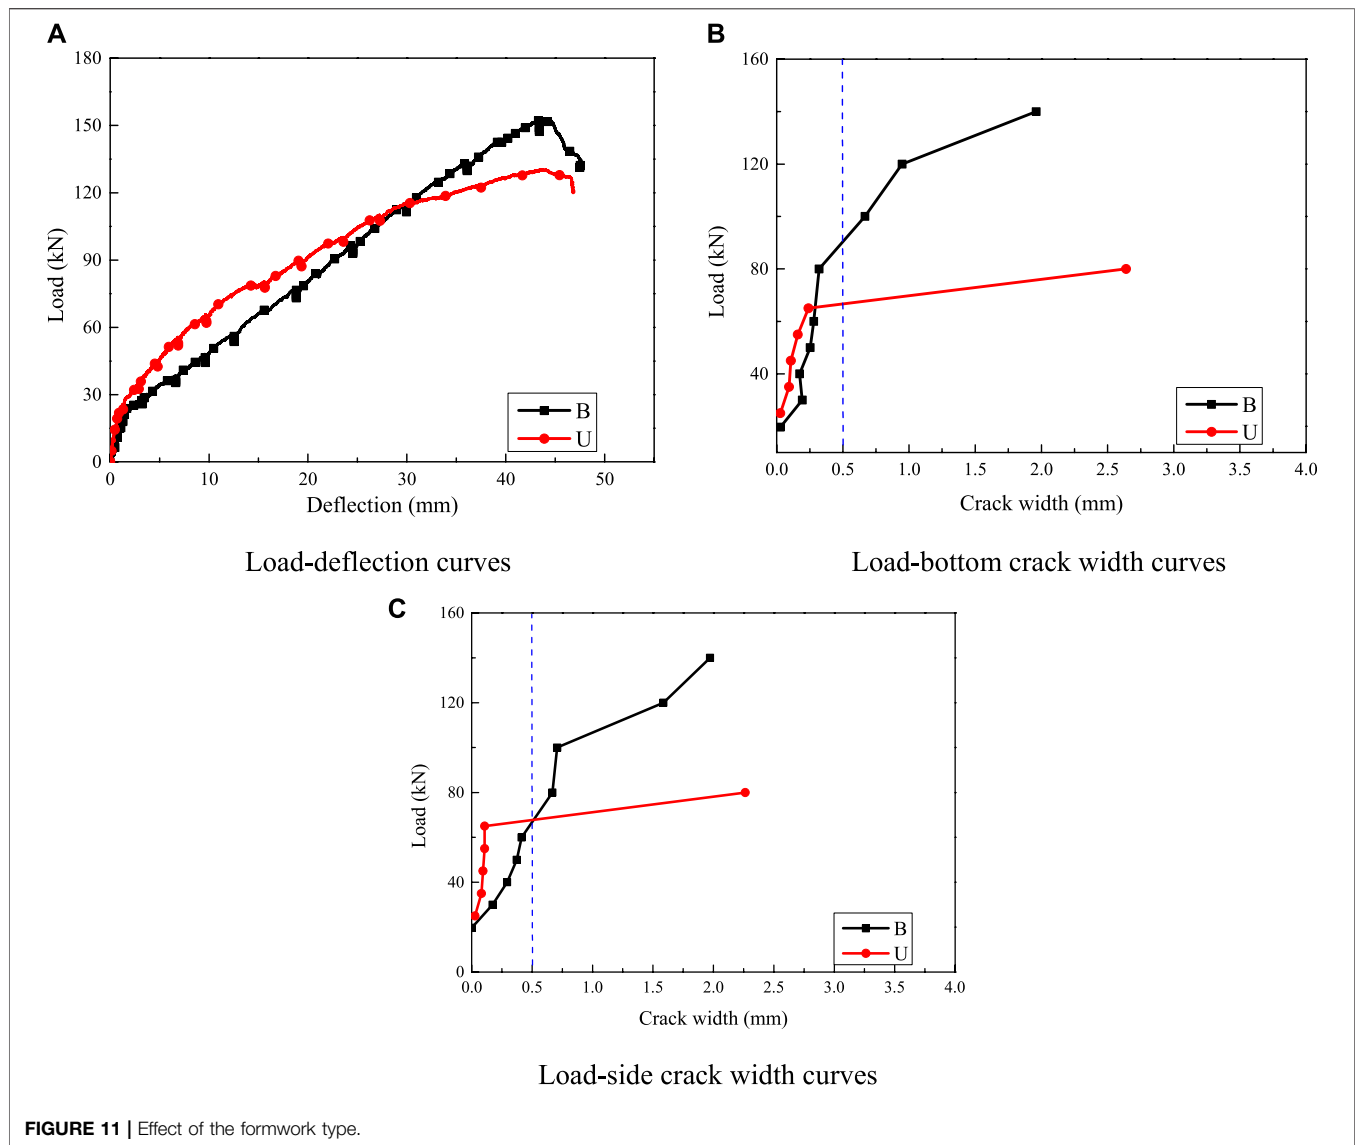 A
180
150
120
90
60
30
0
Load (kN)
B
U
0 10 20 30 40 50
Deflection (mm)
Load-deflection curves
B
160
120
80
40
Load (kN)
B
U
0.0 0.5 1.0 1.5 2.0 2.5 3.0 3.5 4.0
Crack width (mm)
Load-bottom crack width curves
C
160
120
80
40
0
Load (kN)
B
U
0.0 0.5 1.0 1.5 2.0 2.5 3.0 3.5 4.0
Crack width (mm)
Load-side crack width curves
FIGURE 11 | Effect of the formwork type.